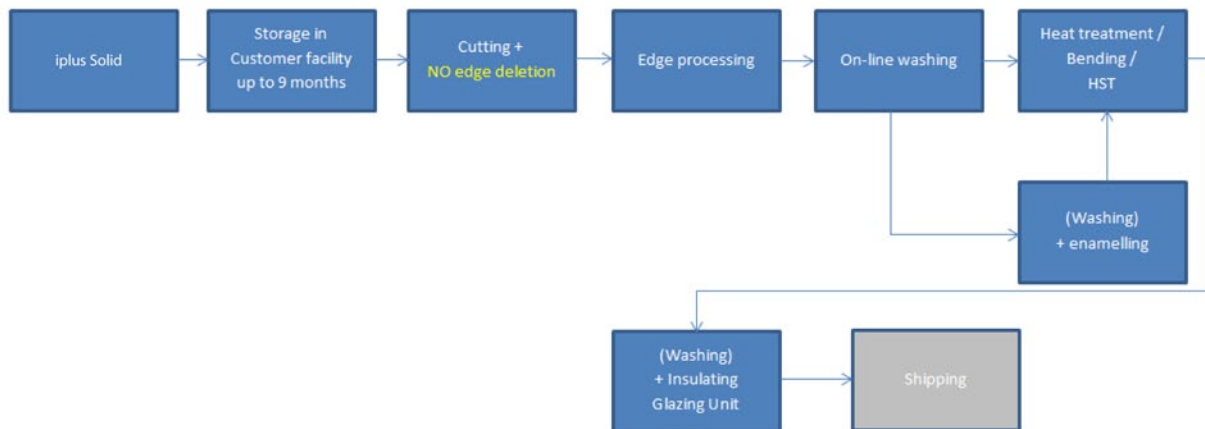 iplus Solid
Storage in
Customer facility
up to 9 months
Cutting +
NO edge deletion
Edge processing
On-line washing
Heat treatment /
Bending /
HST
(Washing)
+ enamelling
(Washing)
+ Insulating
Glazing Unit
Shipping